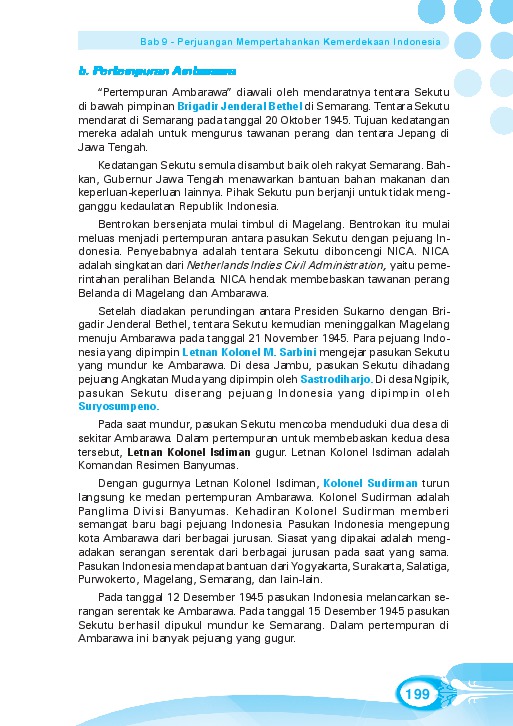 Bab 9 - Perjuangan Mempertahankan Kemerdekaan Indonesia
b. Pertempuran Ambarawa
"Pertempuran Ambarawa" diawali oleh mendaratnya tentara Sekutu
di bawah pimpinan Brigadir Jenderal Bethel di Semarang. Tentara Sekutu
mendarat di Semarang pada tanggal 20 Oktober 1945. Tujuan kedatangan
mereka adalah untuk mengurus tawanan perang dan tentara Jepang di
Jawa Tengah.
Kedatangan Sekutu semula disambut baik oleh rakyat Semarang. Bah-
kan, Gubernur Jawa Tengah menawarkan bantuan bahan makanan dan
keperluan-keperluan lainnya. Pihak Sekutu pun berjanji untuk tidak meng-
ganggu kedaulatan Republik Indonesia.
Bentrokan bersenjata mulai timbul di Magelang. Bentrokan itu mulai
meluas menjadi pertempuran antara pasukan Sekutu dengan pejuang In-
donesia. Penyebabnya adalah tentara Sekutu diboncengi NICA. NICA
adalah singkatan dari Netherlands Indies Civil Administration, yaitu peme-
rintahan peralihan Belanda. NICA hendak membebaskan tawanan perang
Belanda di Magelang dan Ambarawa.
Setelah diadakan perundingan antara Presiden Sukarno dengan Bri-
gadir Jenderal Bethel, tentara Sekutu kemudian meninggalkan Magelang
menuju Ambarawa pada tanggal 21 November 1945. Para pejuang Indo-
nesia yang dipimpin Letnan Kolonel M. Sarbini mengejar pasukan Sekutu
yang mundur ke Ambarawa. Di desa Jambu, pasukan Sekutu dihadang
pejuang Angkatan Muda yang dipimpin oleh Sastrodiharjo. Di desa Ngipik,
pasukan Sekutu diserang pejuang Indonesia yang dipimpin oleh
Suryosumpeno.
Pada saat mundur, pasukan Sekutu mencoba menduduki dua desa di
sekitar Ambarawa. Dalam pertempuran untuk membebaskan kedua desa
tersebut, Letnan Kolonel Isdiman gugur. Letnan Kolonel Isdiman adalah
Komandan Resimen Banyumas.
Dengan gugurnya Letnan Kolonel Isdiman, Kolonel Sudirman turun
langsung ke medan pertempuran Ambarawa. Kolonel Sudirman adalah
Panglima Divisi Banyumas. Kehadiran Kolonel Sudirman memberi
semangat baru bagi pejuang Indonesia. Pasukan Indonesia mengepung
kota Ambarawa dari berbagai jurusan. Siasat yang dipakai adalah meng-
adakan serangan serentak dari berbagai jurusan pada saat yang sama.
Pasukan Indonesia mendapat bantuan dari Yogyakarta, Surakarta, Salatiga,
Purwokerto, Magelang, Semarang, dan lain-lain.
Pada tanggal 12 Desember 1945 pasukan Indonesia melancarkan se-
rangan serentak ke Ambarawa. Pada tanggal 15 Desember 1945 pasukan
Sekutu berhasil dipukul mundur ke Semarang. Dalam pertempuran di
Ambarawa ini banyak pejuang yang gugur.
199